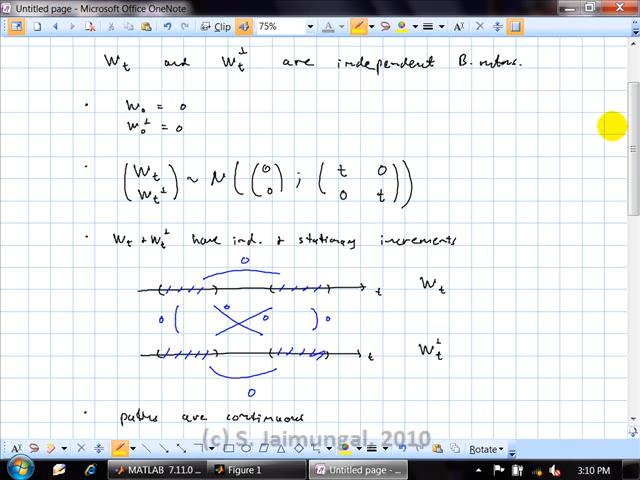 Untitled page - Microsoft Office OneNote
Clip
75%
W_t and W_t^⊥ are independent B. motions.
• W_0 = 0
W_0^⊥ = 0
• (W_t W_t^⊥) ~ N((0 0); (t 0 0 t))
• W_t + W_t^⊥ have ind. + stationary increments
0
t W_t
0 0 0 0
t W_t^⊥
0
• paths are continuous
(c) S. Jaimungal, 2010
Rotate
MATLAB 7.11.0
Figure 1
Untitled page - Mi...
3:10 PM